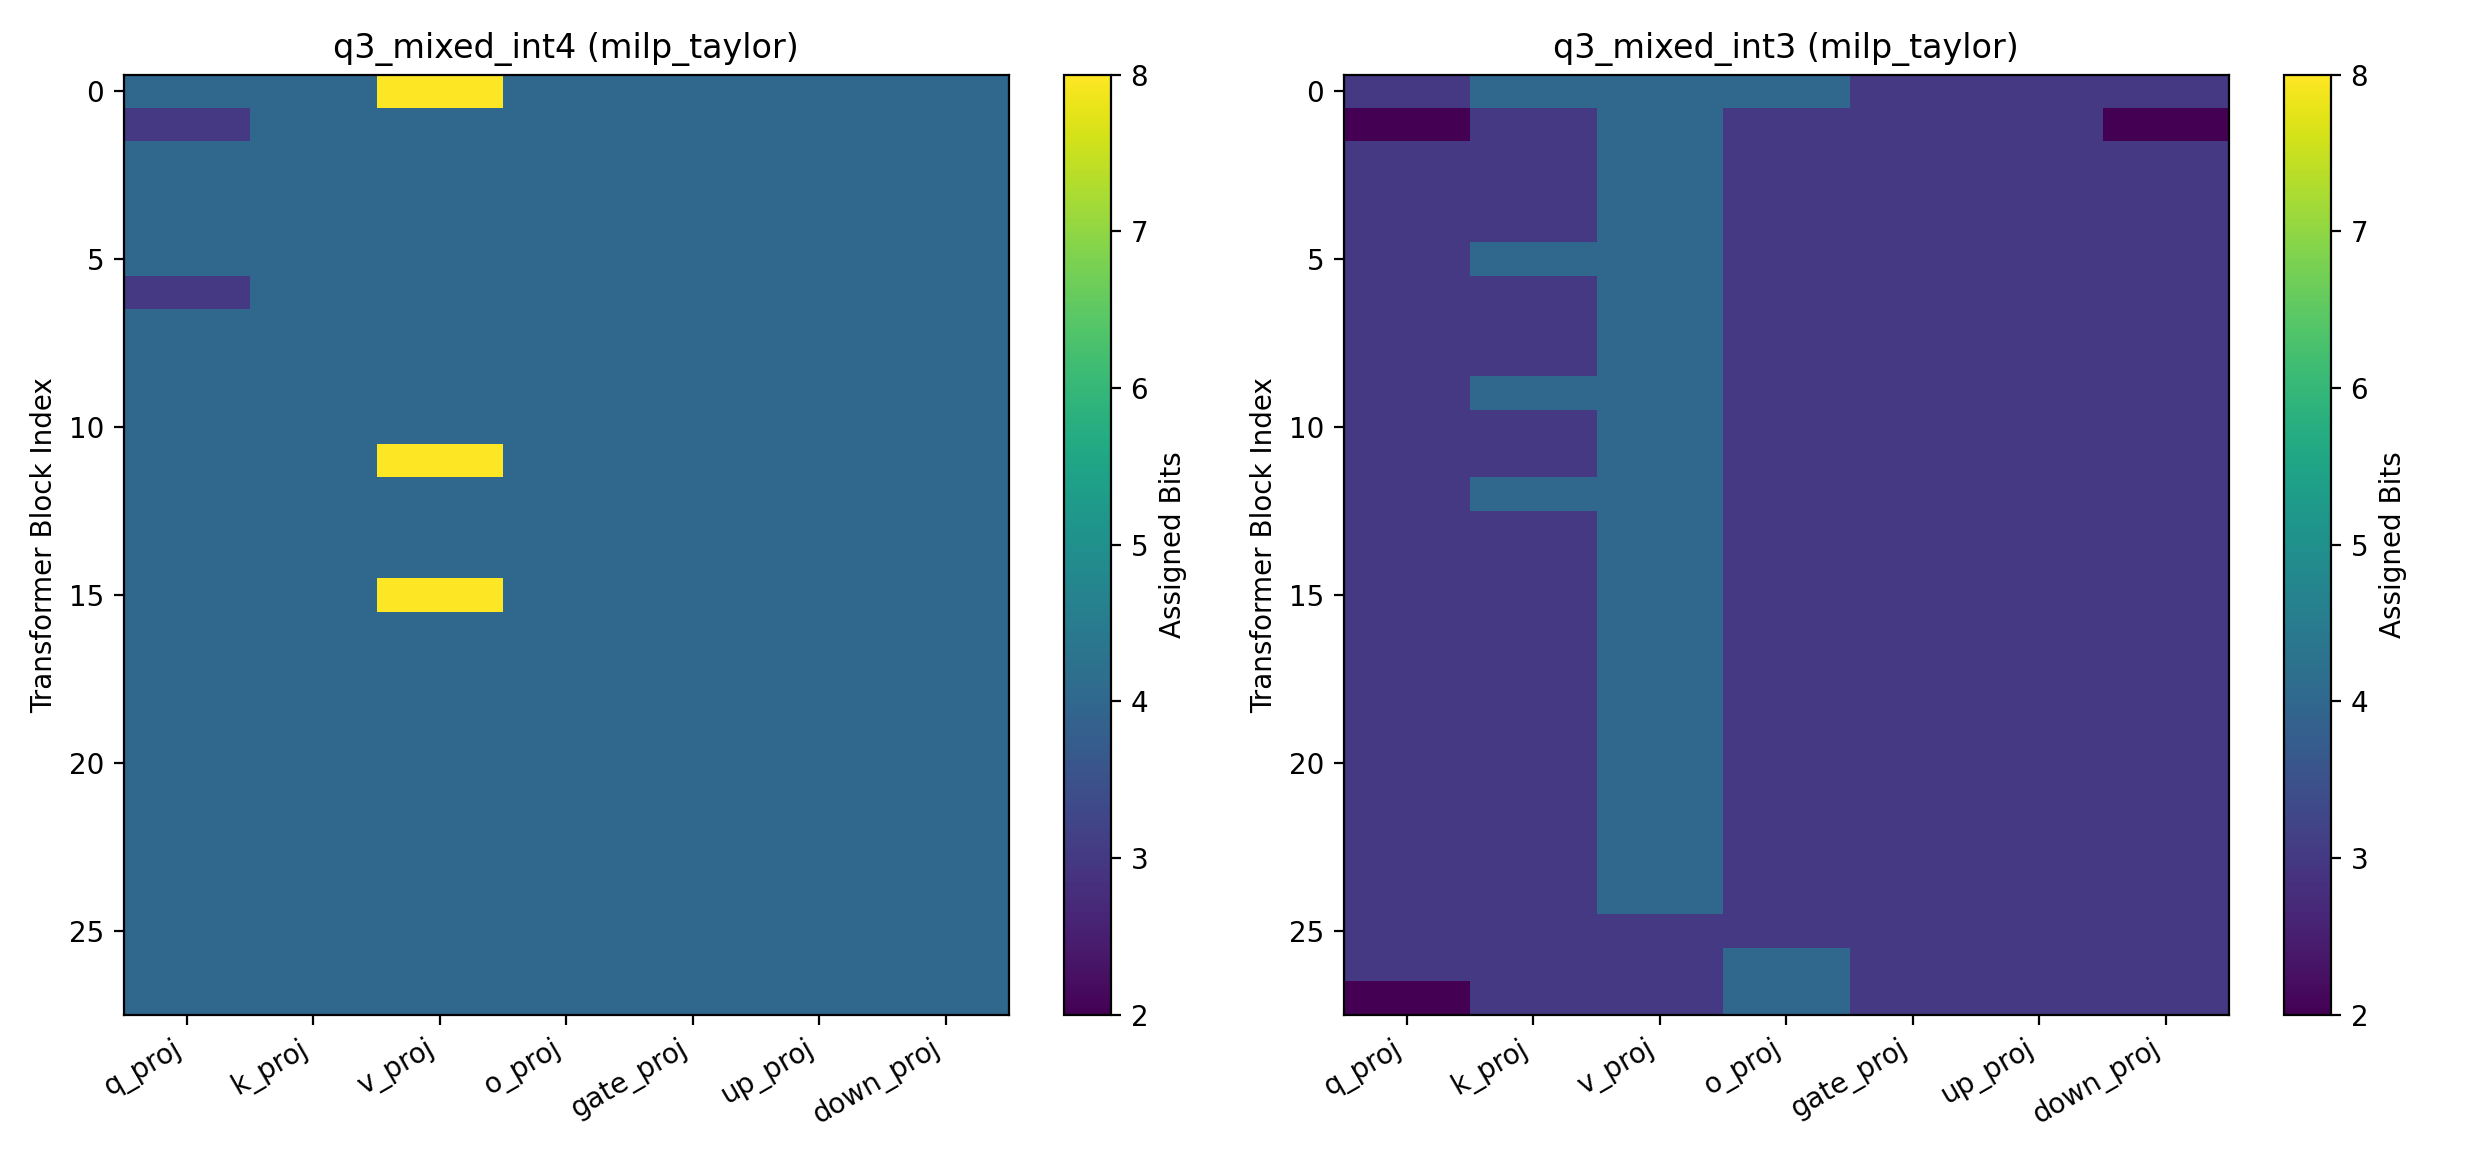 q3_mixed_int4 (milp_taylor)
Transformer Block Index
0
5
10
15
20
25
q_proj
k_proj
v_proj
o_proj
gate_proj
up_proj
down_proj
8
7
6
5
4
3
2
Assigned Bits
q3_mixed_int3 (milp_taylor)
Transformer Block Index
0
5
10
15
20
25
q_proj
k_proj
v_proj
o_proj
gate_proj
up_proj
down_proj
8
7
6
5
4
3
2
Assigned Bits